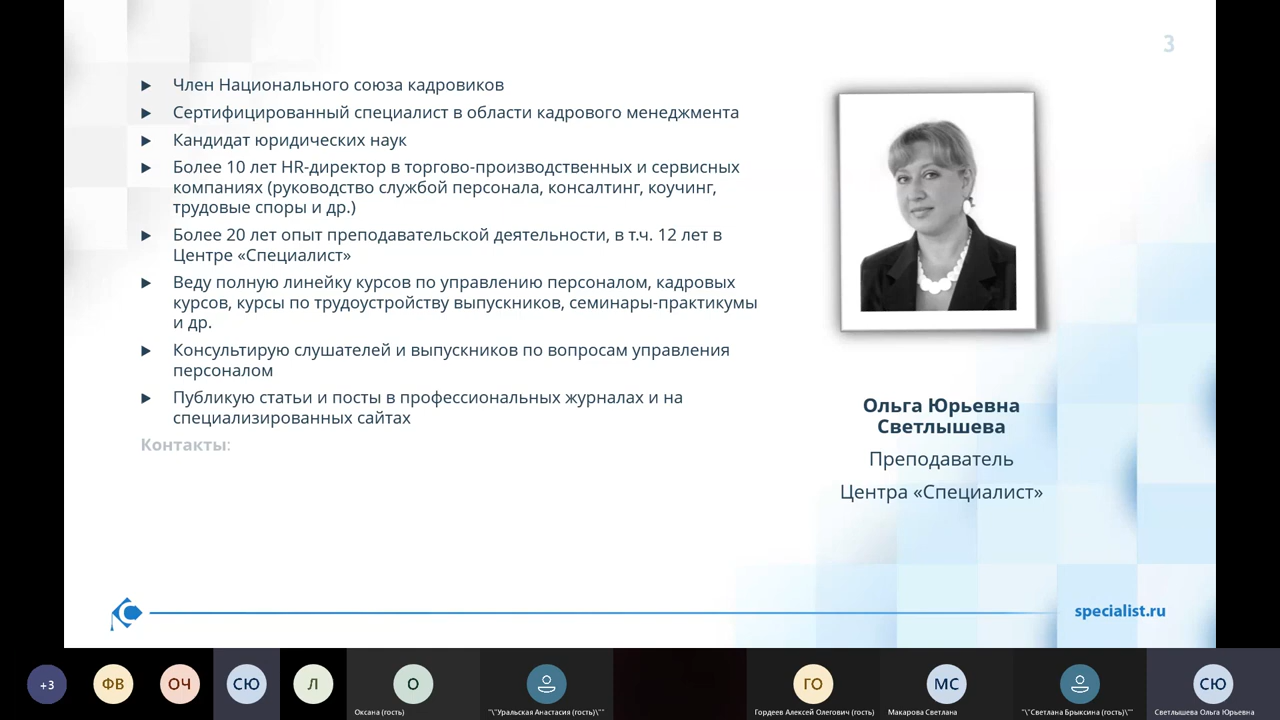 3
Член Национального союза кадровиков
Сертифицированный специалист в области кадрового менеджмента
Кандидат юридических наук
Более 10 лет HR-директор в торгово-производственных и сервисных
компаниях (руководство службой персонала, консалтинг, коучинг,
трудовые споры и др.)
Более 20 лет опыт преподавательской деятельности, в т.ч. 12 лет в
Центре «Специалист»
Веду полную линейку курсов по управлению персоналом, кадровых
курсов, курсы по трудоустройству выпускников, семинары-практикумы
и др.
Консультирую слушателей и выпускников по вопросам управления
персоналом
Публикую статьи и посты в профессиональных журналах и на
специализированных сайтах
Контакты:
Ольга Юрьевна
Светлышева
Преподаватель
Центра «Специалист»
specialist.ru
+3
ФВ
ОЧ
СЮ
Л
О
ГО
МС
СЮ
Оксана (гость)
"\"Уральская Анастасия (гость)\""
Гордеев Алексей Олегович (гость)
Макарова Светлана
"\"Светлана Брыксина (гость)\""
Светлышева Ольга Юрьевна